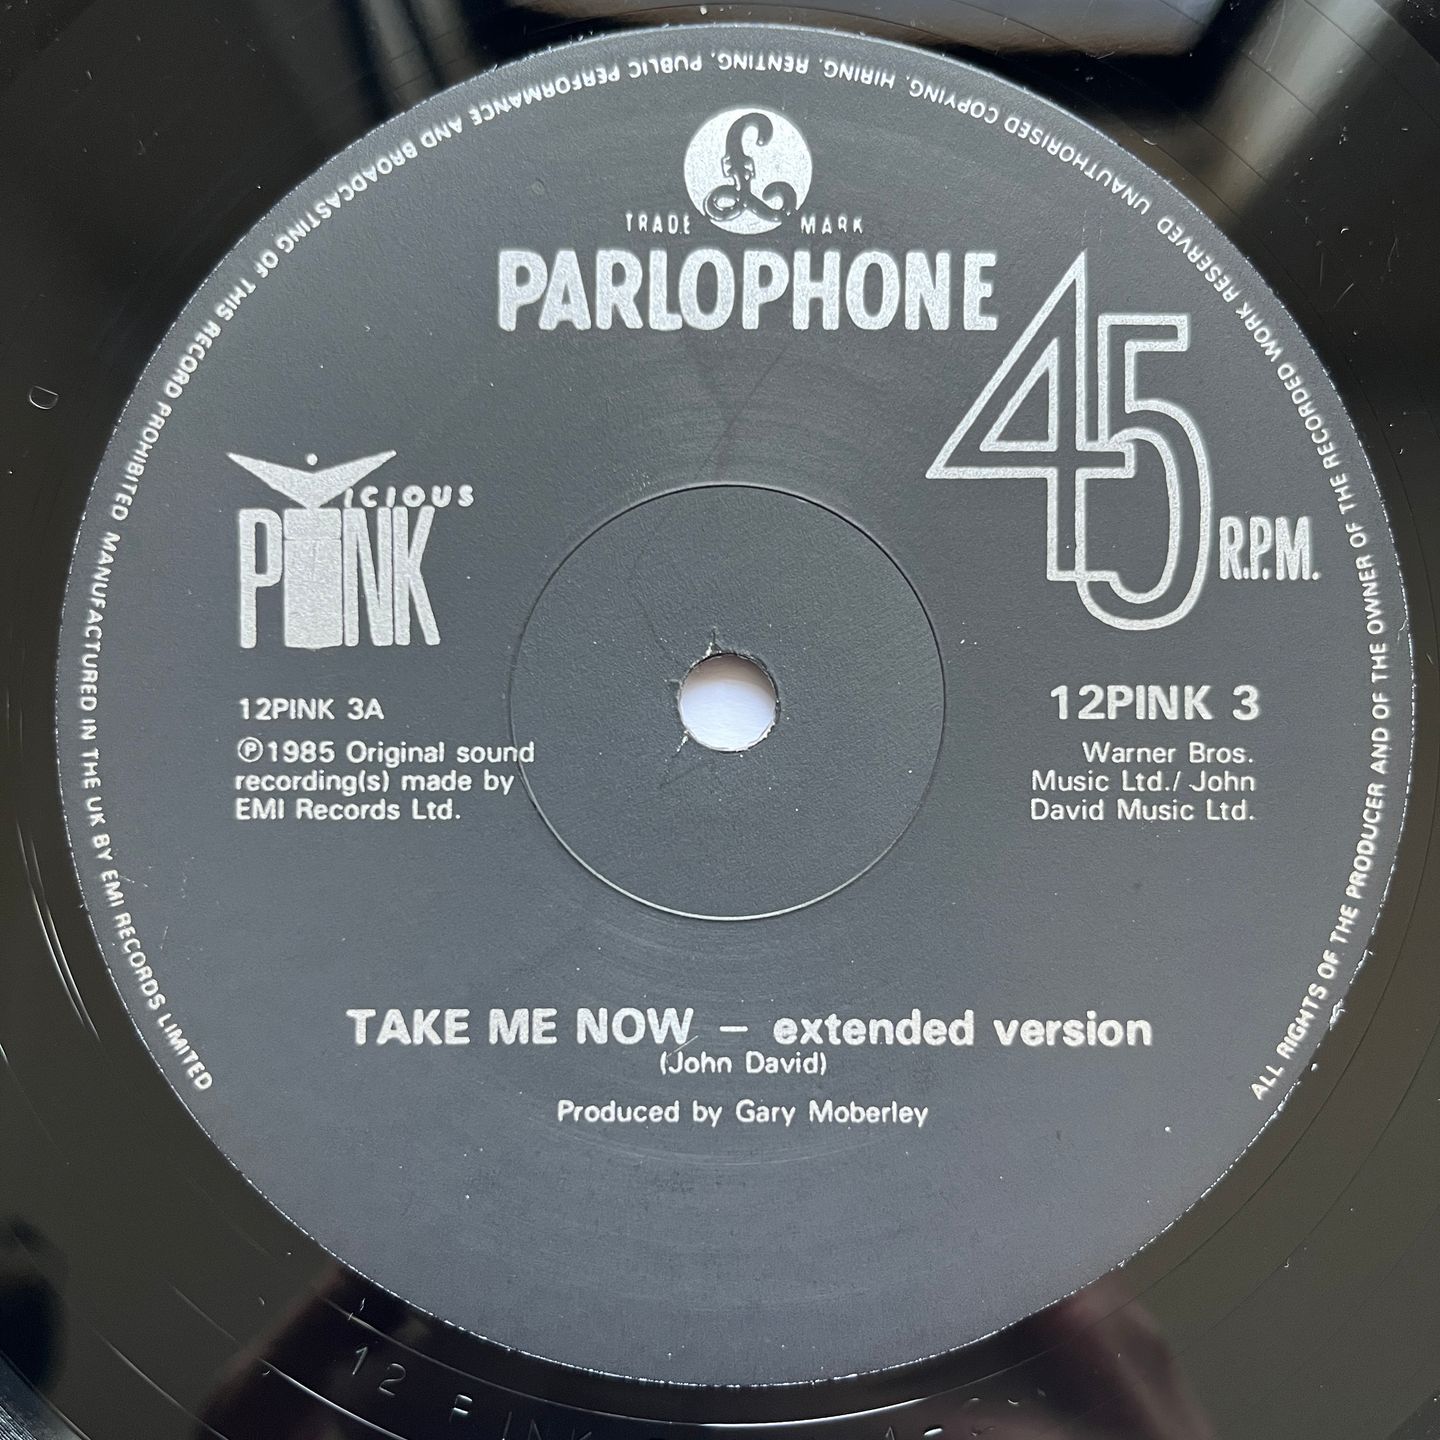 UNAUTHORISED COPYING, HIRING, RENTING, PUBLIC PERFORMANCE AND BROADCASTING OF THIS RECORD PROHIBITED MANUFACTURED IN THE UK BY EMI RECORDS LIMITED
ALL RIGHTS OF THE PRODUCER AND OF THE OWNER OF THE RECORDED WORK RESERVED
£
TRADE MARK
PARLOPHONE
45 R.P.M.
VICIOUS
PINK
12PINK 3A
℗1985 Original sound
recording(s) made by
EMI Records Ltd.
12PINK 3
Warner Bros.
Music Ltd./ John
David Music Ltd.
TAKE ME NOW – extended version
(John David)
Produced by Gary Moberley
12 PINK